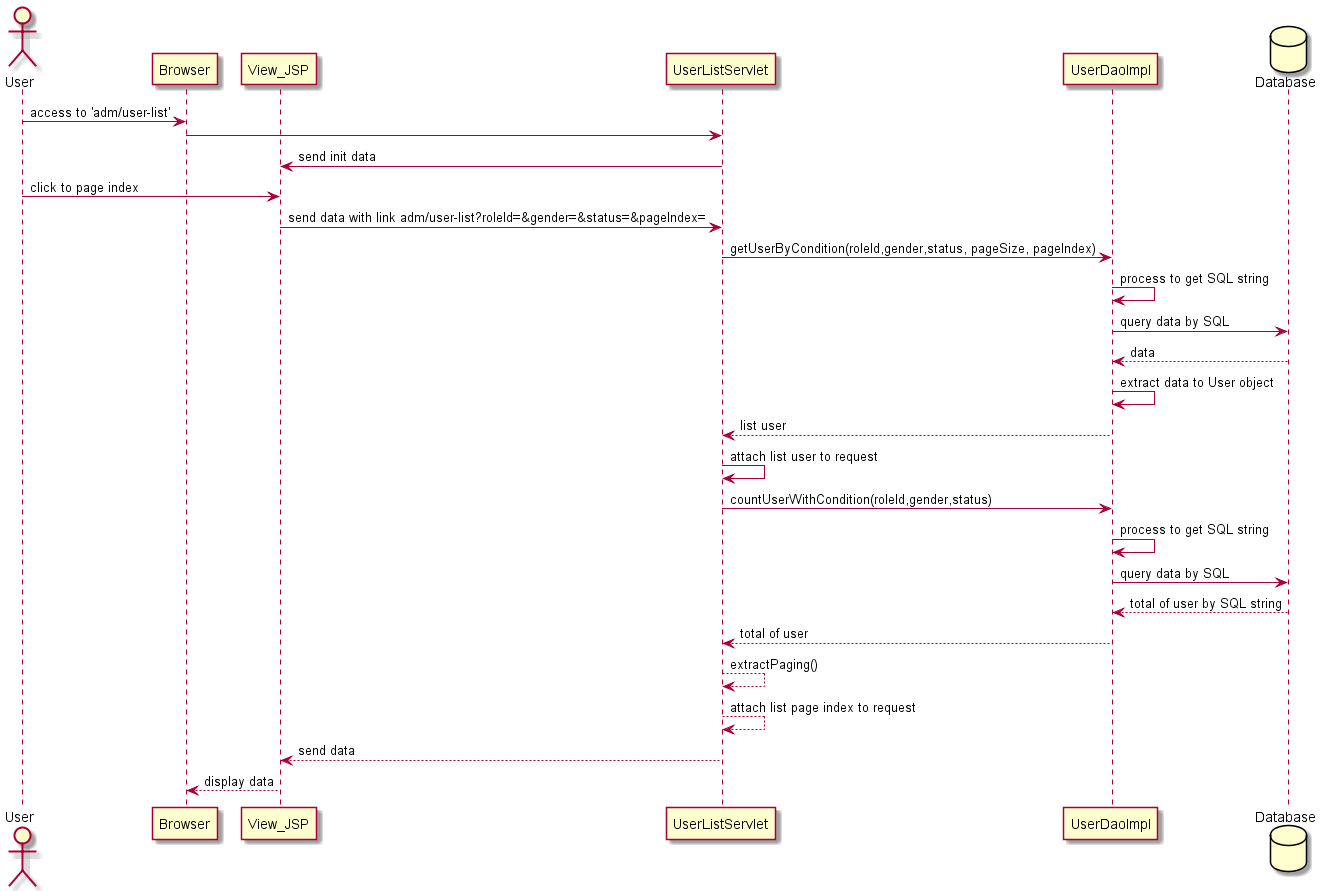 User
Browser
View_JSP
UserListServlet
UserDaoImpl
Database
access to 'adm/user-list'
send init data
click to page index
send data with link adm/user-list?roleId=&gender=&status=&pageIndex=
getUserByCondition(roleId,gender,status, pageSize, pageIndex)
process to get SQL string
query data by SQL
data
extract data to User object
list user
attach list user to request
countUserWithCondition(roleId,gender,status)
process to get SQL string
query data by SQL
total of user by SQL string
total of user
extractPaging()
attach list page index to request
send data
display data
User
Browser
View_JSP
UserListServlet
UserDaoImpl
Database